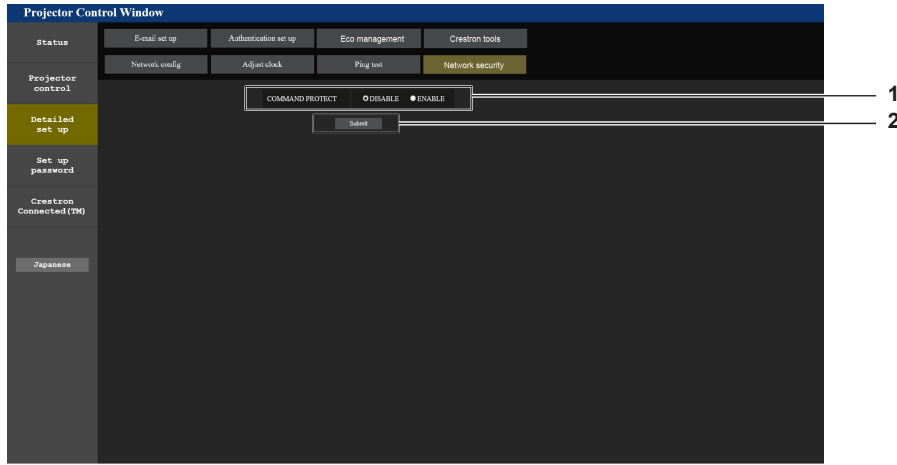 Projector Control Window
Status
Projector
control
Detailed
set up
Set up
password
Crestron
Connected(TM)
Japanese
E-mail set up
Authentication set up
Eco management
Crestron tools
Network config
Adjust clock
Ping test
Network security
COMMAND PROTECT DISABLE ENABLE
1
Submit
2